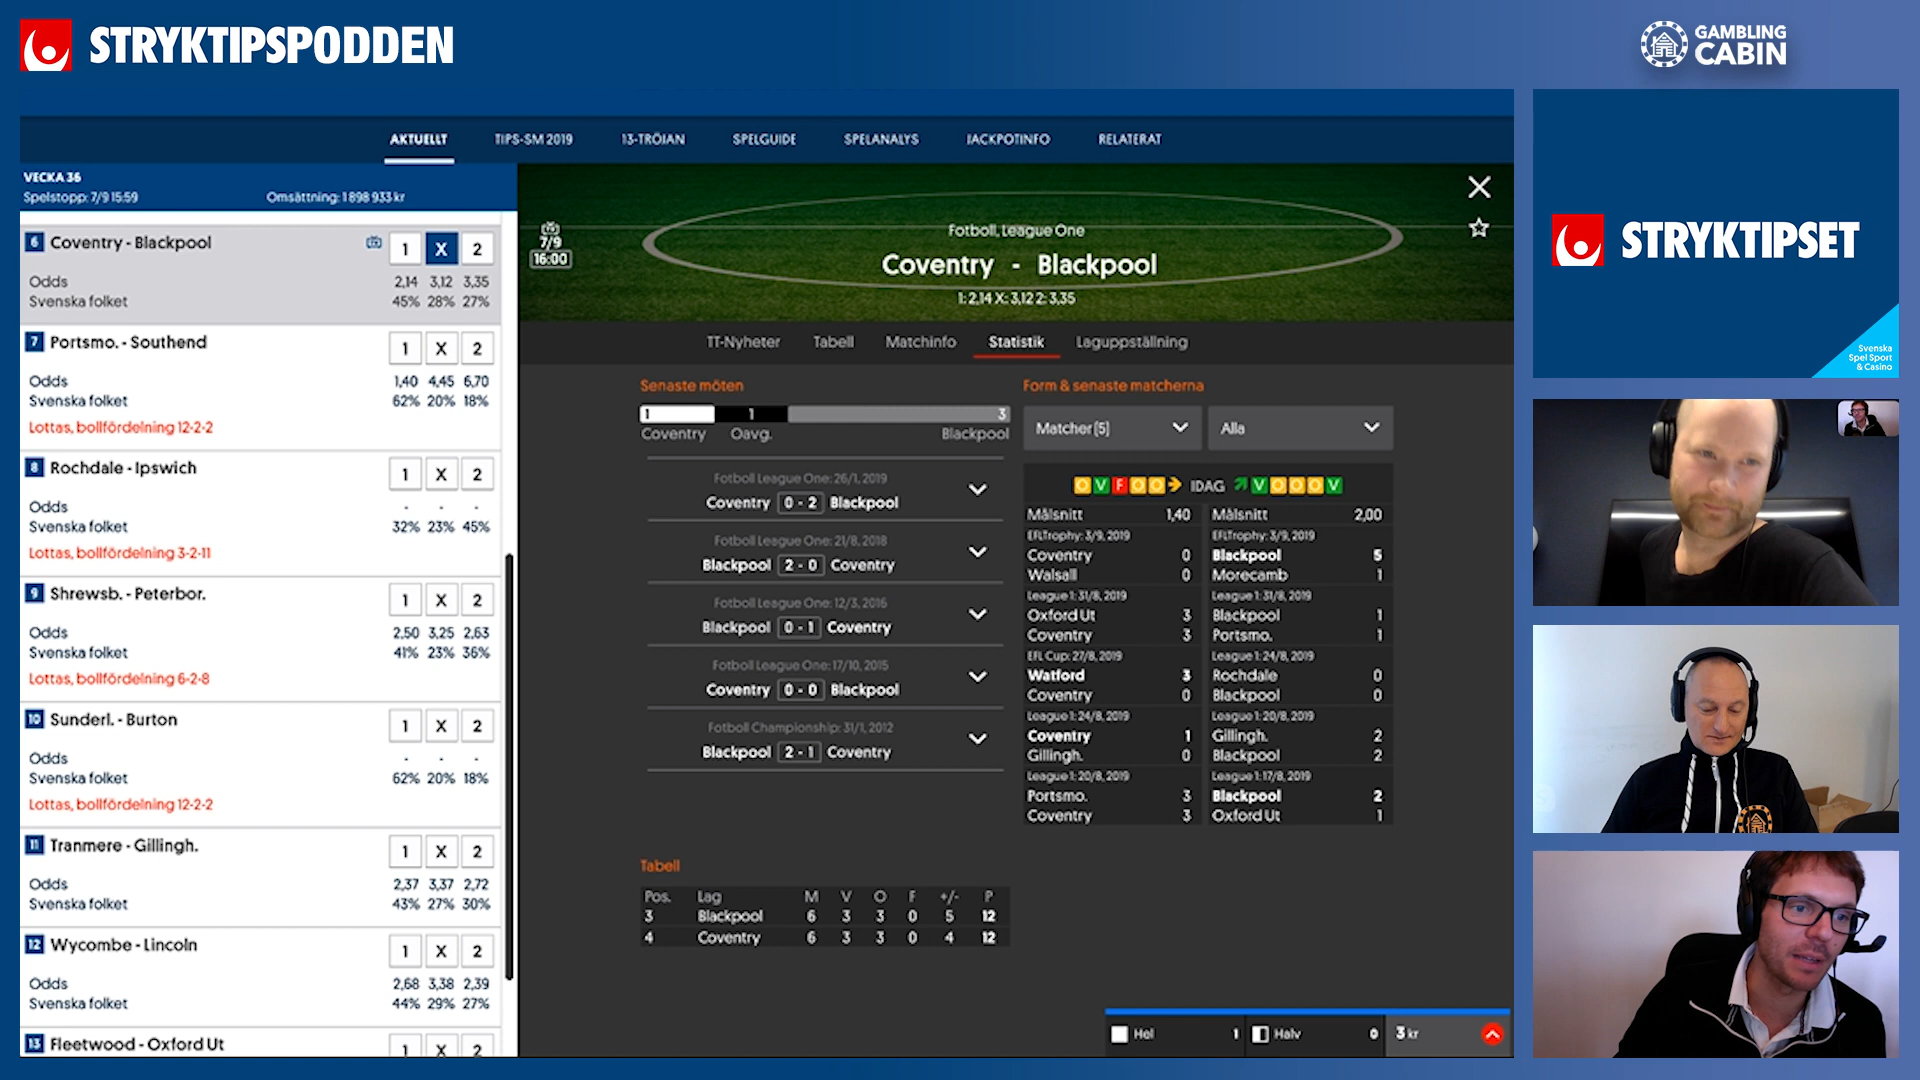 STRYKTIPSPODDEN
GAMBLING
CABIN
AKTUELLT TIPS-SM 2019 13-TRÖJAN SPELGUIDE SPELANALYS JACKPOTINFO RELATERAT
VECKA 36
Spelstopp: 7/9 15:59 Omsättning: 1 898 933 kr
6 Coventry - Blackpool 1 X 2
Odds 2,14 3,12 3,35
Svenska folket 45% 28% 27%
7 Portsmo. - Southend 1 X 2
Odds 1,40 4,45 6,70
Svenska folket 62% 20% 18%
Lottas, bollfördelning 12-2-2
8 Rochdale - Ipswich 1 X 2
Odds - - -
Svenska folket 32% 23% 45%
Lottas, bollfördelning 3-2-11
9 Shrewsb. - Peterbor. 1 X 2
Odds 2,50 3,25 2,63
Svenska folket 41% 23% 36%
Lottas, bollfördelning 6-2-8
10 Sunderl. - Burton 1 X 2
Odds - - -
Svenska folket 62% 20% 18%
Lottas, bollfördelning 12-2-2
11 Tranmere - Gillingh. 1 X 2
Odds 2,37 3,37 2,72
Svenska folket 43% 27% 30%
12 Wycombe - Lincoln 1 X 2
Odds 2,68 3,38 2,39
Svenska folket 44% 29% 27%
13 Fleetwood - Oxford Ut 1 X 2
7/9
16:00
Fotboll, League One
Coventry - Blackpool
1: 2,14 X: 3,12 2: 3,35
TT-Nyheter Tabell Matchinfo Statistik Laguppställning
Senaste möten
1 1 3
Coventry Oavg. Blackpool
Fotboll League One: 26/1, 2019
Coventry 0 - 2 Blackpool
Fotboll League One: 21/8, 2018
Blackpool 2 - 0 Coventry
Fotboll League One: 12/3, 2016
Blackpool 0 - 1 Coventry
Fotboll League One: 17/10, 2015
Coventry 0 - 0 Blackpool
Fotboll Championship: 31/1, 2012
Blackpool 2 - 1 Coventry
Form & senaste matcherna
Matcher (5) Alla
O V F O O IDAG V O O O V
Målsnitt 1,40 Målsnitt 2,00
EFL Trophy: 3/9, 2019 EFL Trophy: 3/9, 2019
Coventry 0 Blackpool 5
Walsall 0 Morecamb 1
League 1: 31/8, 2019 League 1: 31/8, 2019
Oxford Ut 3 Blackpool 1
Coventry 3 Portsmo. 1
EFL Cup: 27/8, 2019 League 1: 24/8, 2019
Watford 3 Rochdale 0
Coventry 0 Blackpool 0
League 1: 24/8, 2019 League 1: 20/8, 2019
Coventry 1 Gillingh. 2
Gillingh. 0 Blackpool 2
League 1: 20/8, 2019 League 1: 17/8, 2019
Portsmo. 3 Blackpool 2
Coventry 3 Oxford Ut 1
Tabell
Pos. Lag M V O F +/- P
3 Blackpool 6 3 3 0 5 12
4 Coventry 6 3 3 0 4 12
Hel 1 Halv 0 3 kr
STRYKTIPSET
Svenska
Spel Sport
& Casino